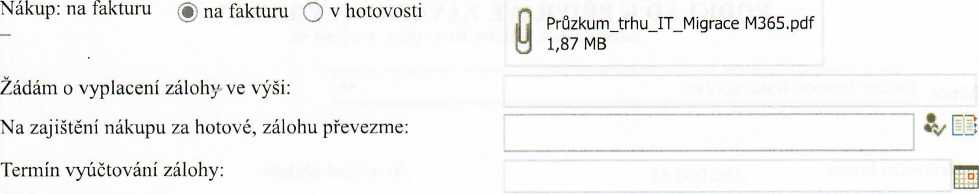 Nákup: na fakturu na fakturu v hotovosti
Průzkum_trhu_IT_Migrace M365.pdf
1,87 MB
Žádám o vyplacení zálohy ve výši:
Na zajištění nákupu za hotové, zálohu převezme:
Termín vyúčtování zálohy: